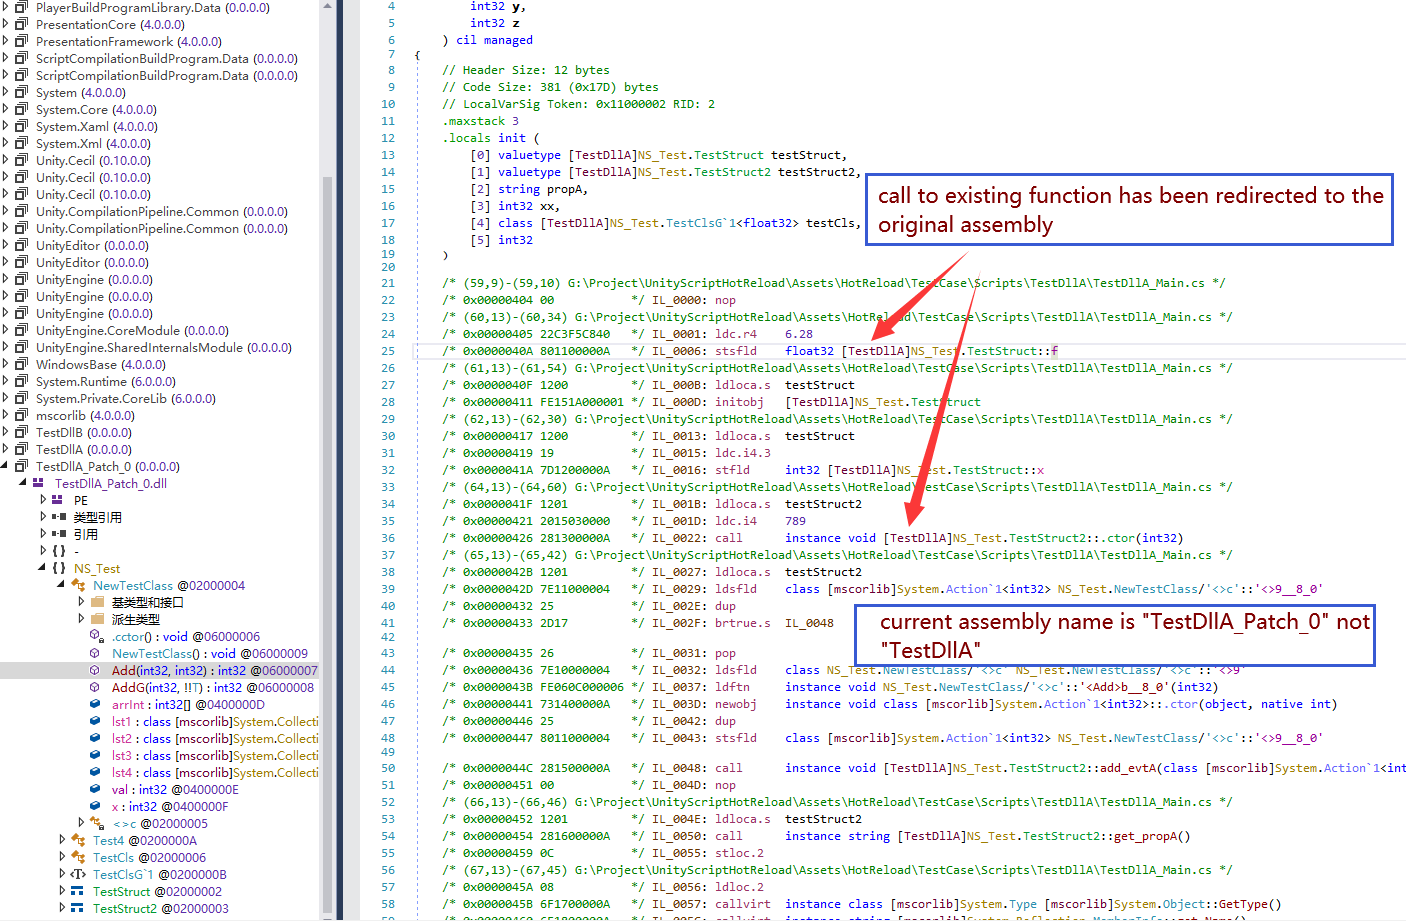 PlayerBuildProgramLibrary.Data (0.0.0.0)
PresentationCore (4.0.0.0)
PresentationFramework (4.0.0.0)
ScriptCompilationBuildProgram.Data (0.0.0.0)
ScriptCompilationBuildProgram.Data (0.0.0.0)
System (4.0.0.0)
System.Core (4.0.0.0)
System.Xaml (4.0.0.0)
System.Xml (4.0.0.0)
Unity.Cecil (0.10.0.0)
Unity.Cecil (0.10.0.0)
Unity.Cecil (0.10.0.0)
Unity.CompilationPipeline.Common (0.0.0.0)
Unity.CompilationPipeline.Common (0.0.0.0)
UnityEditor (0.0.0.0)
UnityEditor (0.0.0.0)
UnityEngine (0.0.0.0)
UnityEngine (0.0.0.0)
UnityEngine (0.0.0.0)
UnityEngine.CoreModule (0.0.0.0)
UnityEngine.SharedInternalsModule (0.0.0.0)
WindowsBase (4.0.0.0)
System.Runtime (6.0.0.0)
System.Private.CoreLib (6.0.0.0)
mscorlib (4.0.0.0)
TestDllB (0.0.0.0)
TestDllA (0.0.0.0)
TestDllA_Patch_0 (0.0.0.0)
TestDllA_Patch_0.dll
PE
类型引用
引用
{ } -
{ } NS_Test
NewTestClass @02000004
基类型和接口
派生类型
.cctor() : void @06000006
NewTestClass() : void @06000009
Add(int32, int32) : int32 @06000007
AddG(int32, !!T) : int32 @06000008
arrInt : int32[] @0400000D
lst1 : class [mscorlib]System.Collecti
lst2 : class [mscorlib]System.Collecti
lst3 : class [mscorlib]System.Collecti
lst4 : class [mscorlib]System.Collecti
val : int32 @0400000E
x : int32 @0400000F
<>c @02000005
Test4 @0200000A
TestCls @02000006
TestClsG`1 @0200000B
TestStruct @02000002
TestStruct2 @02000003
4 int32 y,
5 int32 z
6 ) cil managed
7 {
8 // Header Size: 12 bytes
9 // Code Size: 381 (0x17D) bytes
10 // LocalVarSig Token: 0x11000002 RID: 2
11 .maxstack 3
12 .locals init (
13 [0] valuetype [TestDllA]NS_Test.TestStruct testStruct,
14 [1] valuetype [TestDllA]NS_Test.TestStruct2 testStruct2,
15 [2] string propA,
16 [3] int32 xx,
17 [4] class [TestDllA]NS_Test.TestClsG`1<float32> testCls,
18 [5] int32
19 )
20
21 /* (59,9)-(59,10) G:\Project\UnityScriptHotReload\Assets\HotReload\TestCase\Scripts\TestDllA\TestDllA_Main.cs */
22 /* 0x00000404 00 */ IL_0000: nop
23 /* (60,13)-(60,34) G:\Project\UnityScriptHotReload\Assets\HotReload\TestCase\Scripts\TestDllA\TestDllA_Main.cs */
24 /* 0x00000405 22C3F5C840 */ IL_0001: ldc.r4 6.28
25 /* 0x0000040A 801100000A */ IL_0006: stsfld float32 [TestDllA]NS_Test.TestStruct::f
26 /* (61,13)-(61,54) G:\Project\UnityScriptHotReload\Assets\HotReload\TestCase\Scripts\TestDllA\TestDllA_Main.cs */
27 /* 0x0000040F 1200 */ IL_000B: ldloca.s testStruct
28 /* 0x00000411 FE151A000001 */ IL_000D: initobj [TestDllA]NS_Test.TestStruct
29 /* (62,13)-(62,30) G:\Project\UnityScriptHotReload\Assets\HotReload\TestCase\Scripts\TestDllA\TestDllA_Main.cs */
30 /* 0x00000417 1200 */ IL_0013: ldloca.s testStruct
31 /* 0x00000419 19 */ IL_0015: ldc.i4.3
32 /* 0x0000041A 7D1200000A */ IL_0016: stfld int32 [TestDllA]NS_Test.TestStruct::x
33 /* (64,13)-(64,60) G:\Project\UnityScriptHotReload\Assets\HotReload\TestCase\Scripts\TestDllA\TestDllA_Main.cs */
34 /* 0x0000041F 1201 */ IL_001B: ldloca.s testStruct2
35 /* 0x00000421 2015030000 */ IL_001D: ldc.i4 789
36 /* 0x00000426 281300000A */ IL_0022: call instance void [TestDllA]NS_Test.TestStruct2::.ctor(int32)
37 /* (65,13)-(65,42) G:\Project\UnityScriptHotReload\Assets\HotReload\TestCase\Scripts\TestDllA\TestDllA_Main.cs */
38 /* 0x0000042B 1201 */ IL_0027: ldloca.s testStruct2
39 /* 0x0000042D 7E11000004 */ IL_0029: ldsfld class [mscorlib]System.Action`1<int32> NS_Test.NewTestClass/'<>c'::'<>9__8_0'
40 /* 0x00000432 25 */ IL_002E: dup
41 /* 0x00000433 2D17 */ IL_002F: brtrue.s IL_0048
42
43 /* 0x00000435 26 */ IL_0031: pop
44 /* 0x00000436 7E10000004 */ IL_0032: ldsfld class NS_Test.NewTestClass/'<>c' NS_Test.NewTestClass/'<>c'::'<>9'
45 /* 0x0000043B FE060C000006 */ IL_0037: ldftn instance void NS_Test.NewTestClass/'<>c'::'<Add>b__8_0'(int32)
46 /* 0x00000441 731400000A */ IL_003D: newobj instance void class [mscorlib]System.Action`1<int32>::.ctor(object, native int)
47 /* 0x00000446 25 */ IL_0042: dup
48 /* 0x00000447 8011000004 */ IL_0043: stsfld class [mscorlib]System.Action`1<int32> NS_Test.NewTestClass/'<>c'::'<>9__8_0'
49
50 /* 0x0000044C 281500000A */ IL_0048: call instance void [TestDllA]NS_Test.TestStruct2::add_evtA(class [mscorlib]System.Action`1<int
51 /* 0x00000451 00 */ IL_004D: nop
52 /* (66,13)-(66,46) G:\Project\UnityScriptHotReload\Assets\HotReload\TestCase\Scripts\TestDllA\TestDllA_Main.cs */
53 /* 0x00000452 1201 */ IL_004E: ldloca.s testStruct2
54 /* 0x00000454 281600000A */ IL_0050: call instance string [TestDllA]NS_Test.TestStruct2::get_propA()
55 /* 0x00000459 0C */ IL_0055: stloc.2
56 /* (67,13)-(67,45) G:\Project\UnityScriptHotReload\Assets\HotReload\TestCase\Scripts\TestDllA\TestDllA_Main.cs */
57 /* 0x0000045A 08 */ IL_0056: ldloc.2
58 /* 0x0000045B 6F1700000A */ IL_0057: callvirt instance class [mscorlib]System.Type [mscorlib]System.Object::GetType()
call to existing function has been redirected to the
original assembly
current assembly name is "TestDllA_Patch_0" not
"TestDllA"